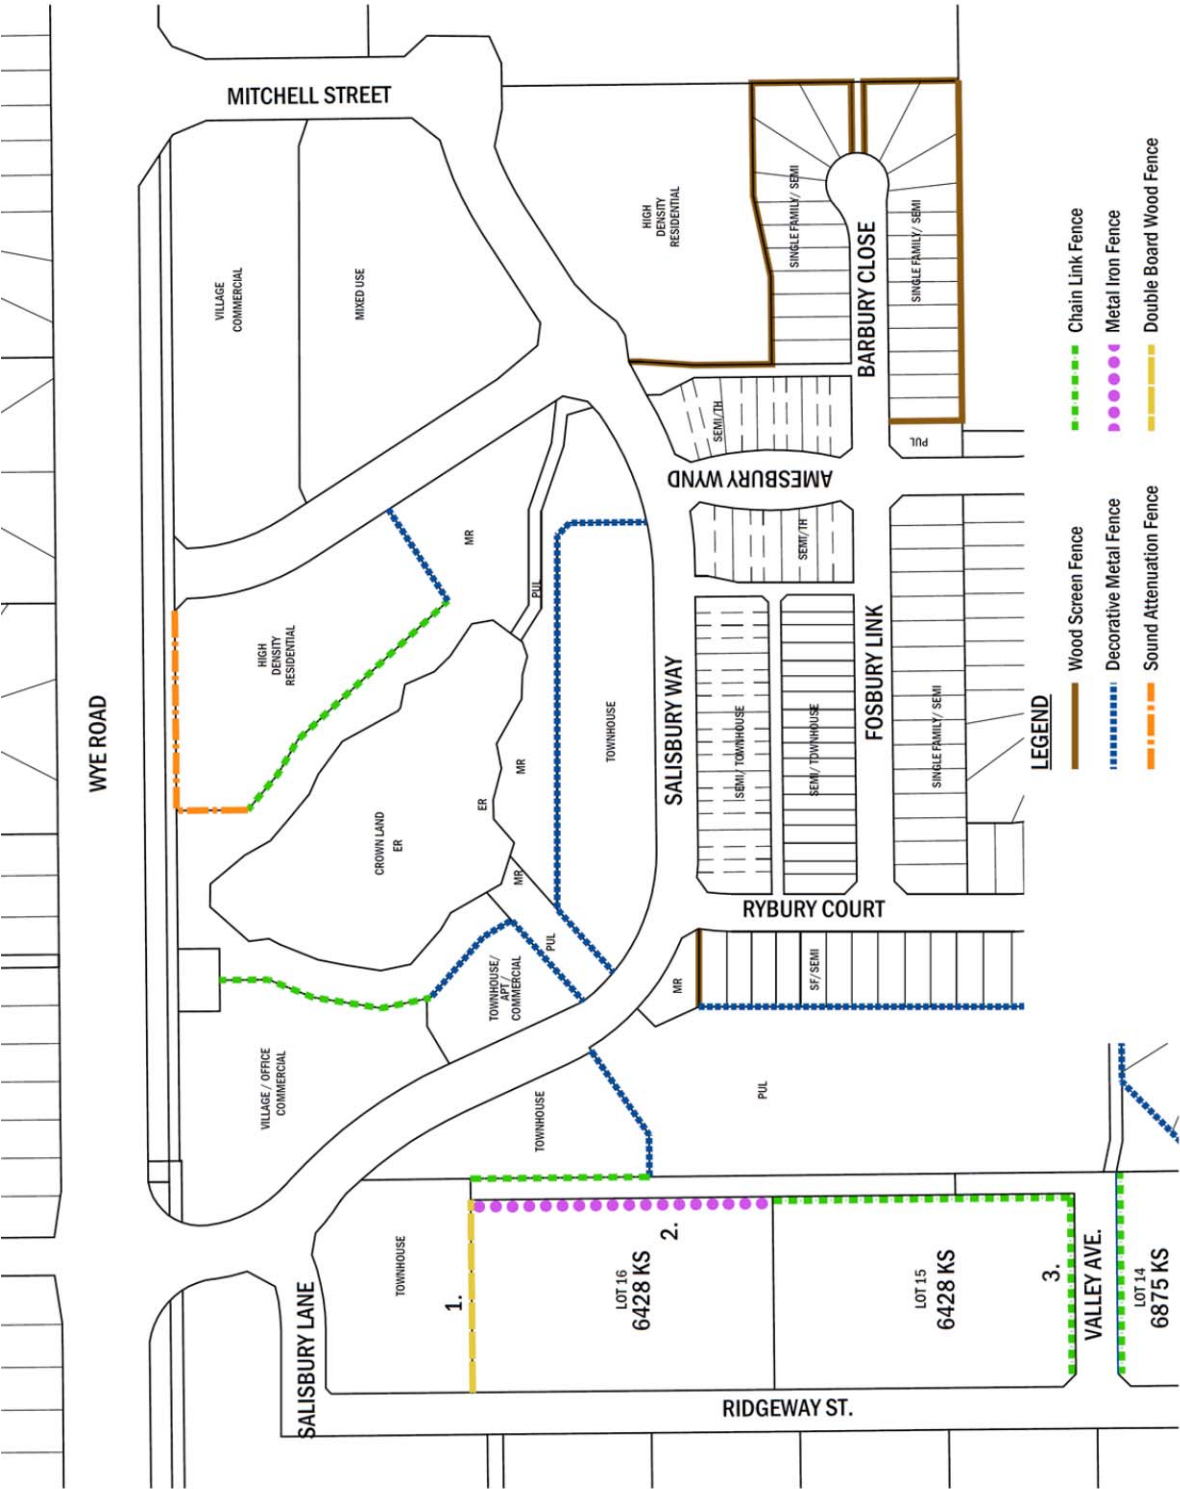 MITCHELL STREET
VILLAGE
COMMERCIAL
MIXED USE
HIGH
DENSITY
RESIDENTIAL
SINGLE FAMILY/ SEMI
BARBURY CLOSE
SINGLE FAMILY/ SEMI
SEMI/TH
PUL
AMESBURY WYND
MR
SEMI/TH
PUL
HIGH
DENSITY
RESIDENTIAL
WYE ROAD
TOWNHOUSE
SALISBURY WAY
SEMI/ TOWNHOUSE
SEMI/ TOWNHOUSE
FOSBURY LINK
SINGLE FAMILY/ SEMI
MR
ER
CROWN LAND
ER
MR
RYBURY COURT
PUL
TOWNHOUSE/
APT /
COMMERCIAL
MR
SF/SEMI
VILLAGE / OFFICE
COMMERCIAL
TOWNHOUSE
PUL
TOWNHOUSE
1.
2.
3.
LOT 16
6428 KS
LOT 15
6428 KS
VALLEY AVE.
LOT 14
6875 KS
SALISBURY LANE
RIDGEWAY ST.
LEGEND
Wood Screen Fence
Decorative Metal Fence
Sound Attenuation Fence
Chain Link Fence
Metal Iron Fence
Double Board Wood Fence